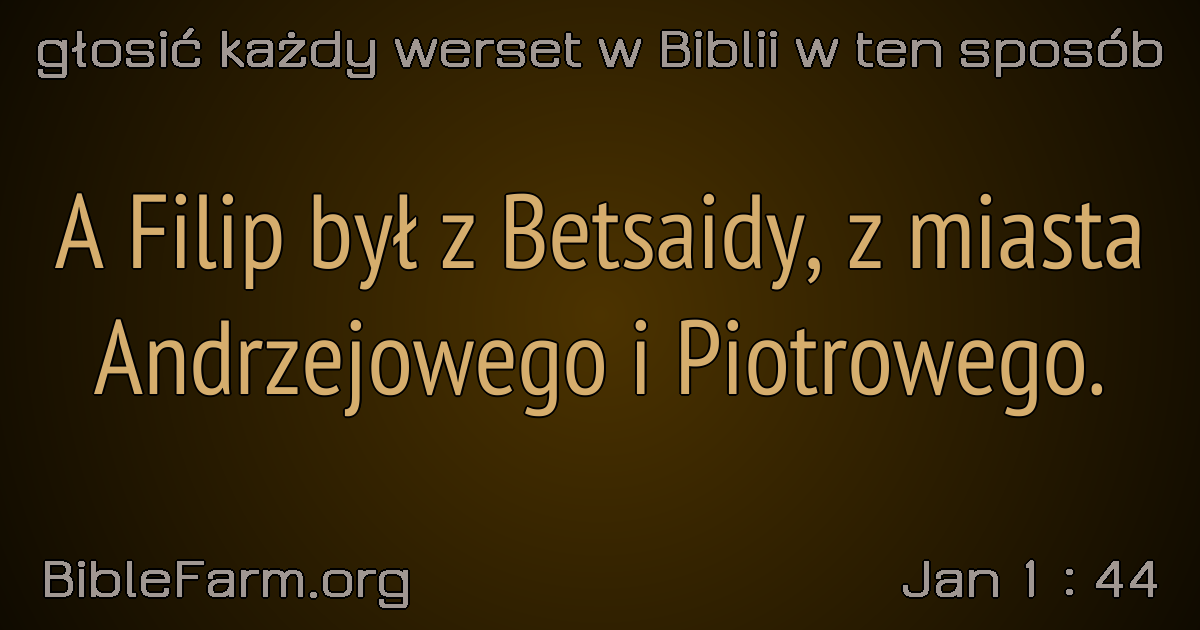 głosić każdy werset w Biblii w ten sposób
A Filip był z Betsaidy, z miasta
Andrzejowego i Piotrowego.
BibleFarm.org
Jan 1 : 44